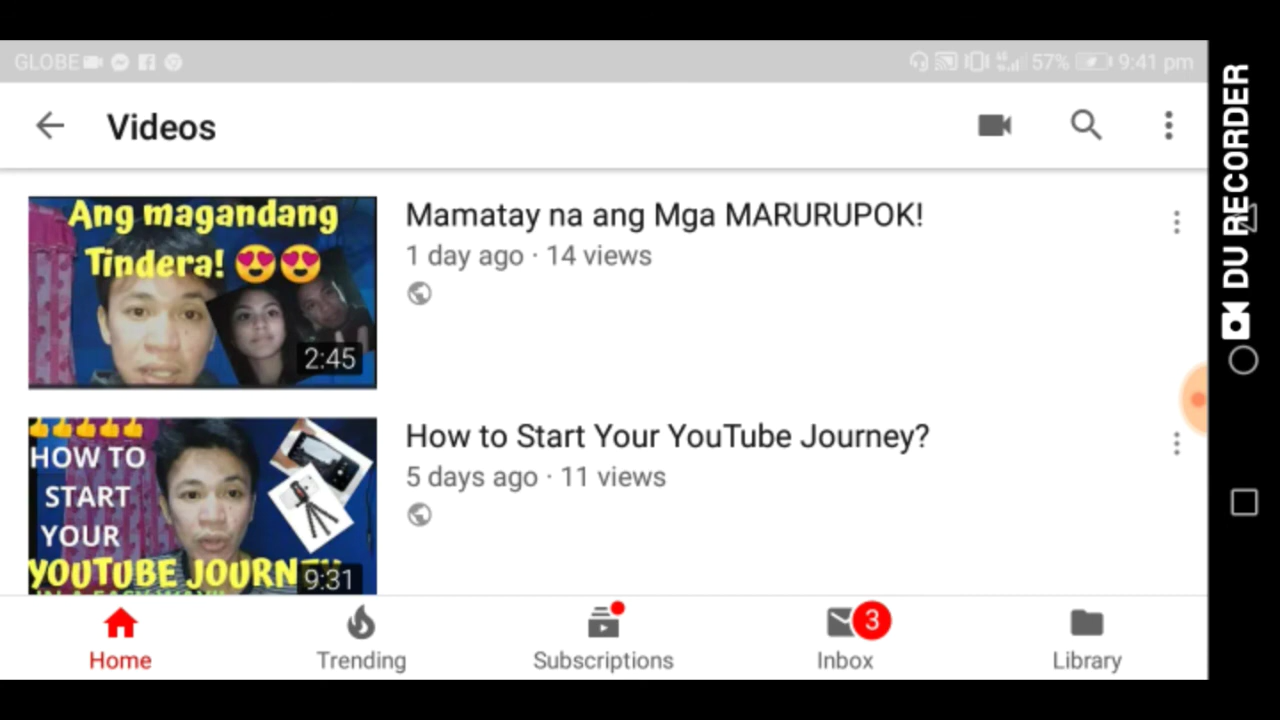 GLOBE
57%
9:41 pm
Videos
Ang magandang
Tindera! 😍😍
2:45
Mamatay na ang Mga MARURUPOK!
1 day ago · 14 views
👍👍👍👍👍
HOW TO
START
YOUR
YOUTUBE JOURN
9:31
How to Start Your YouTube Journey?
5 days ago · 11 views
Home
Trending
Subscriptions
3
Inbox
Library
DU RECORDER